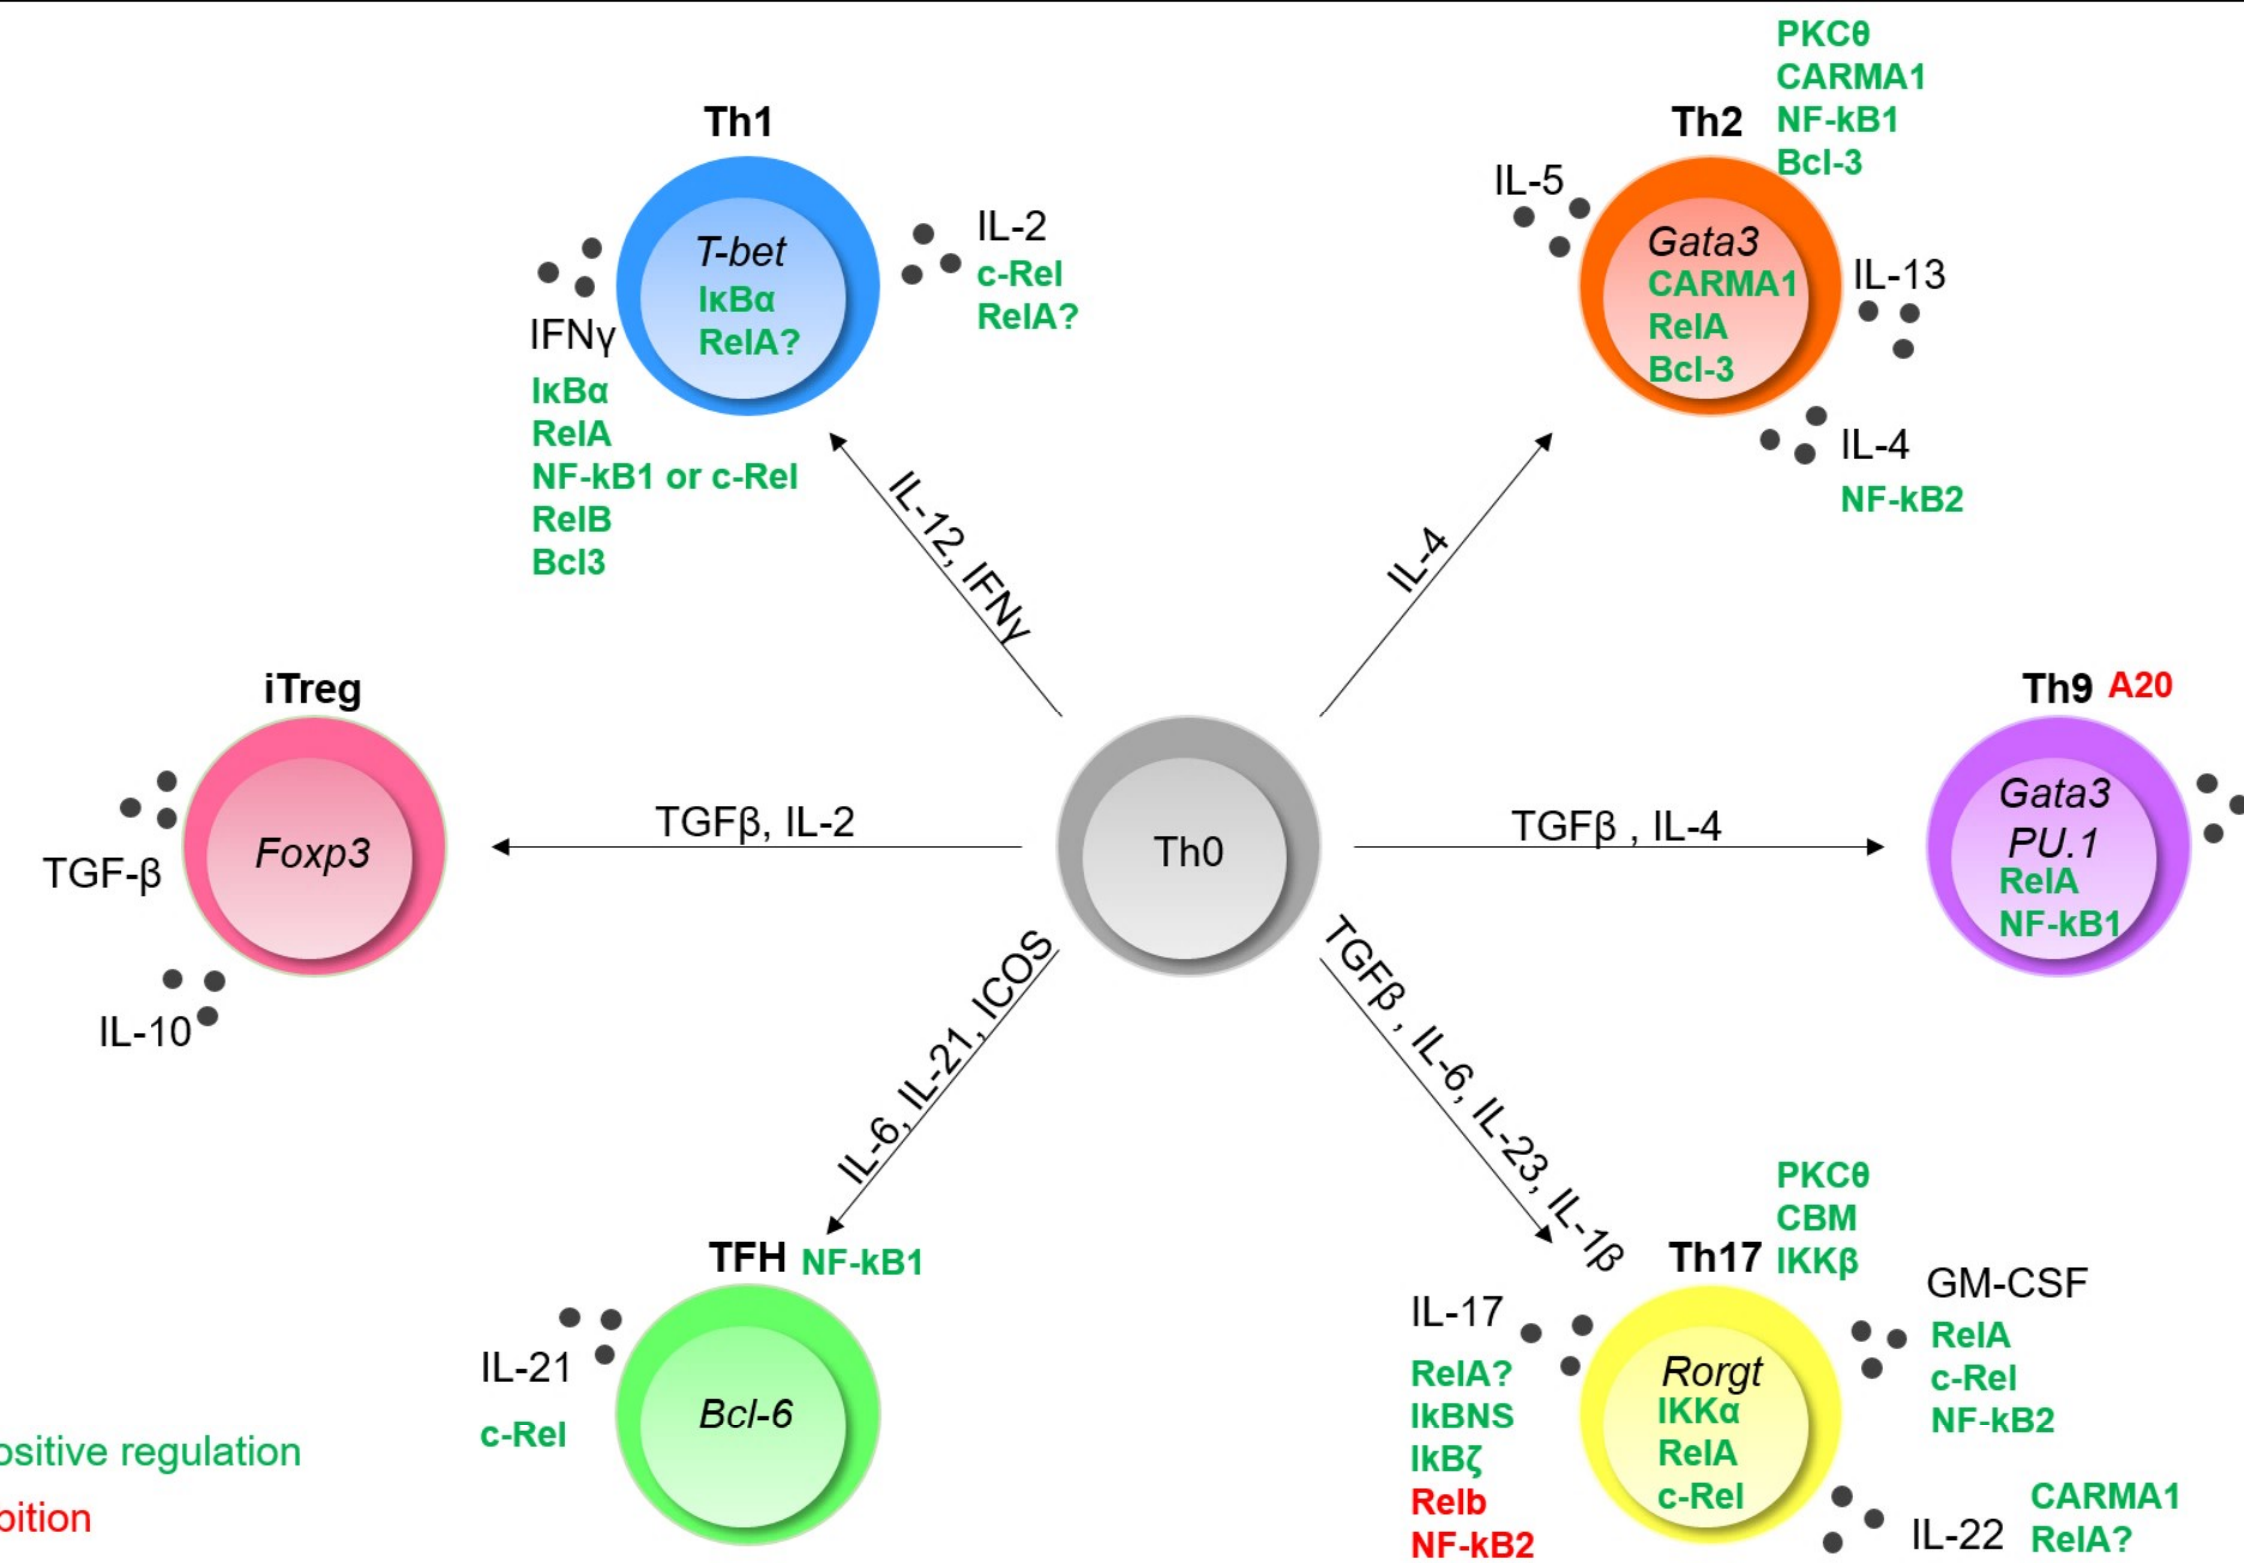 PKCθ
CARMA1
NF-kB1
Bcl-3
Th1
Th2
IL-5
IL-2
c-Rel
RelA?
T-bet
IκBα
RelA?
IFNγ
IκBα
RelA
NF-kB1 or c-Rel
RelB
Bcl3
Gata3
CARMA1
RelA
Bcl-3
IL-13
IL-4
NF-kB2
IL-12, IFNγ
IL-4
iTreg
Th9 A20
TGFβ, IL-2
TGFβ , IL-4
Foxp3
Th0
Gata3
PU.1
RelA
NF-kB1
TGF-β
IL-10
IL-6, IL-21, ICOS
TGFβ , IL-6, IL-23, IL-1β
TFH NF-kB1
IL-21
c-Rel
Bcl-6
PKCθ
CBM
IKKβ
Th17
IL-17
RelA?
IkBNS
IkBζ
Relb
NF-kB2
Rorgt
IKKα
RelA
c-Rel
GM-CSF
RelA
c-Rel
NF-kB2
IL-22
CARMA1
RelA?
ositive regulation
bition